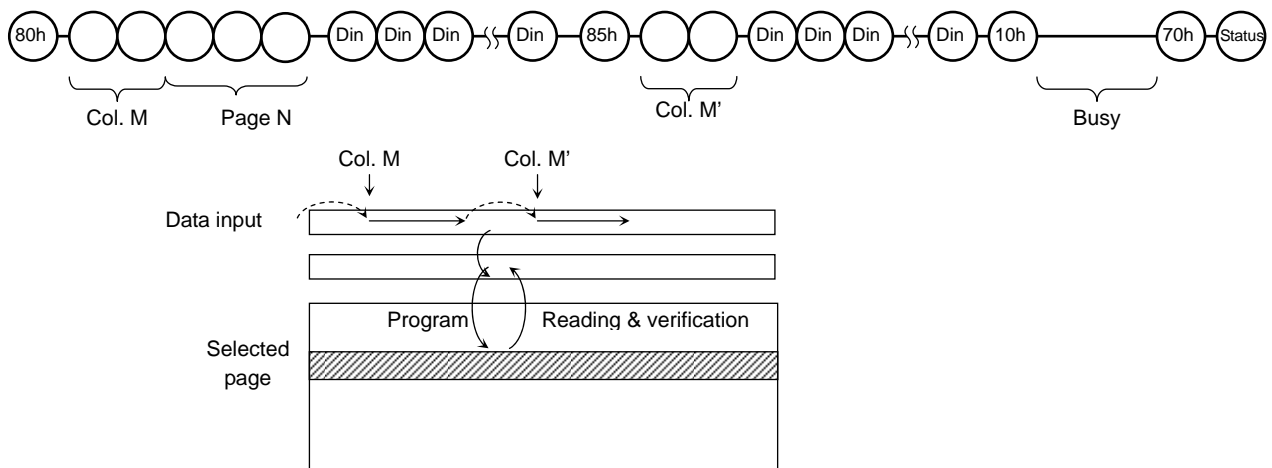 80h Din Din Din Din 85h Din Din Din Din 10h 70h Status
Col. M Page N Col. M’ Busy
Col. M Col. M’
Data input
Program Reading & verification
Selected
page